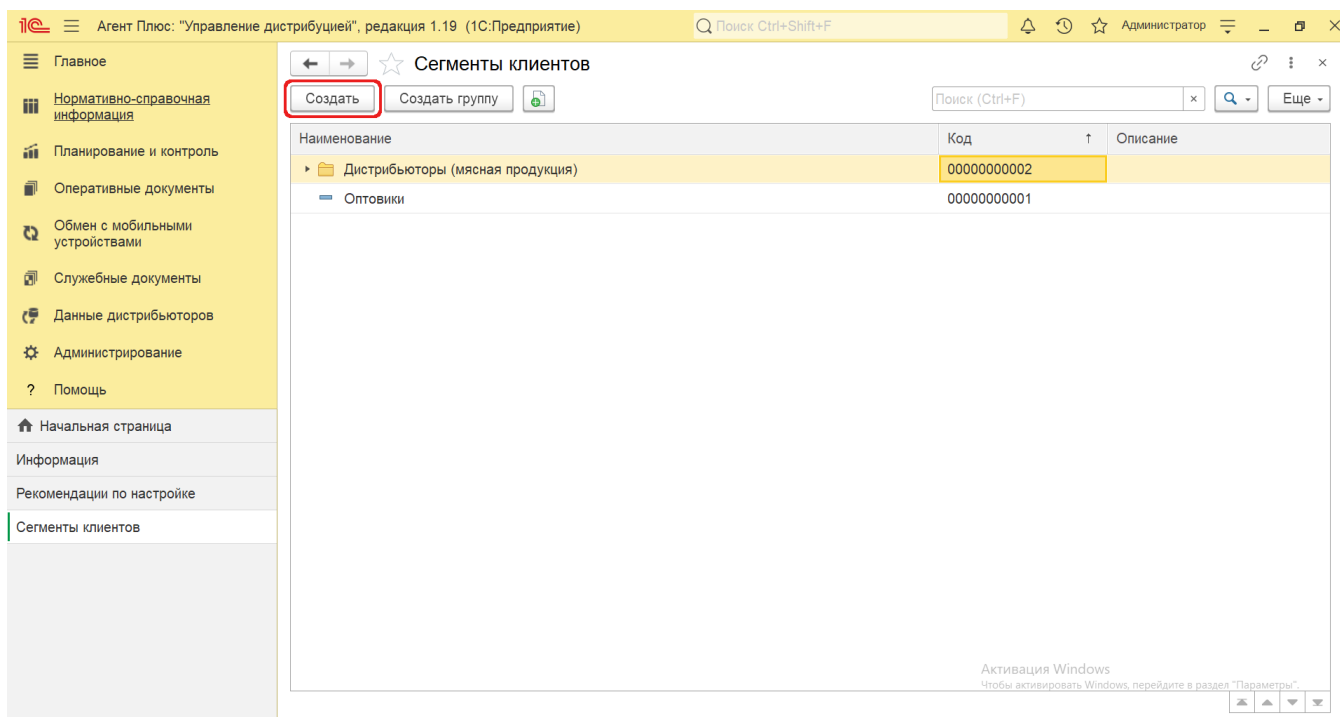 1С Агент Плюс: "Управление дистрибуцией", редакция 1.19 (1С:Предприятие) Поиск Ctrl+Shift+F Администратор
Главное
Нормативно-справочная
информация
Планирование и контроль
Оперативные документы
Обмен с мобильными
устройствами
Служебные документы
Данные дистрибьюторов
Администрирование
? Помощь
Начальная страница
Информация
Рекомендации по настройке
Сегменты клиентов
Сегменты клиентов
Создать Создать группу Поиск (Ctrl+F) × Еще
Наименование Код ↑ Описание
Дистрибьюторы (мясная продукция) 00000000002
Оптовики 00000000001
Активация Windows
Чтобы активировать Windows, перейдите в раздел "Параметры".